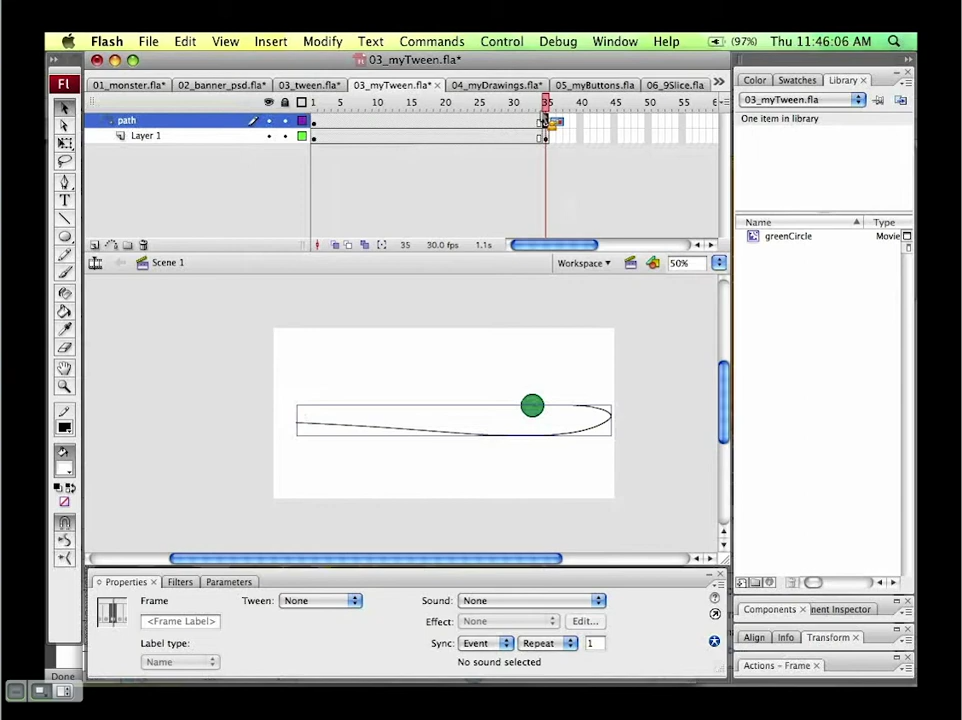 Flash File Edit View Insert Modify Text Commands Control Debug Window Help (97%) Thu 11:46:06 AM
03_myTween.fla*
Fl
01_monster.fla* 02_banner_psd.fla* 03_tween.fla* 03_myTween.fla* 04_myDrawings.fla* 05_myButtons.fla 06_9Slice.fla
Color Swatches Library
1 5 10 15 20 25 30 35 40 45 50 55
03_myTween.fla
path
One item in library
Layer 1
Name Type
greenCircle Movie
35 30.0 fps 1.1s
Scene 1 Workspace 50%
Properties Filters Parameters
Frame Tween: None Sound: None
<Frame Label> Effect: None Edit...
Label type: Sync: Event Repeat 1
Name No sound selected
Components nent Inspector
Align Info Transform
Actions - Frame
Done